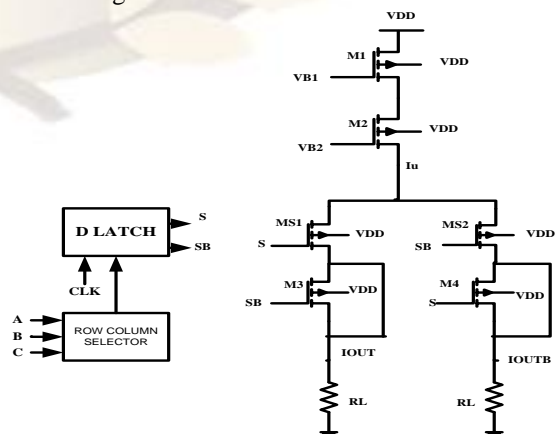 VDD
M1
VDD
VB1
M2
VDD
VB2
Iu
D LATCH
S
SB
CLK
A
B
C
ROW COLUMN
SELECTOR
MS1
S
VDD
MS2
SB
VDD
M3
SB
VDD
M4
S
VDD
IOUT
IOUTB
RL
RL